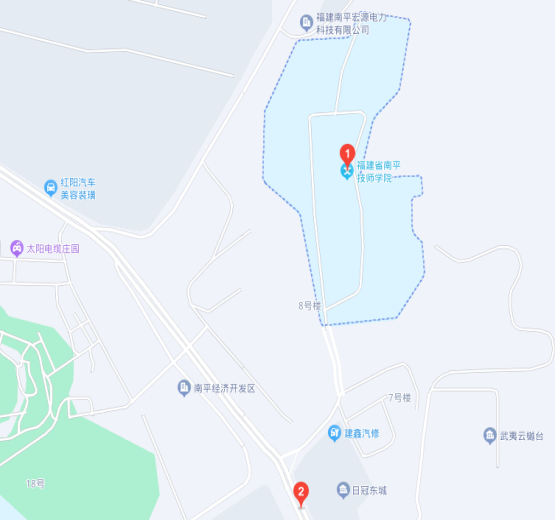 福建南平宏源电力
科技有限公司
1
福建省南平
技师学院
红阳汽车
美容装璜
太阳电缆庄园
8号楼
南平经济开发区
7号楼
建鑫汽修
武夷云磁台
18号
日冠东城
2